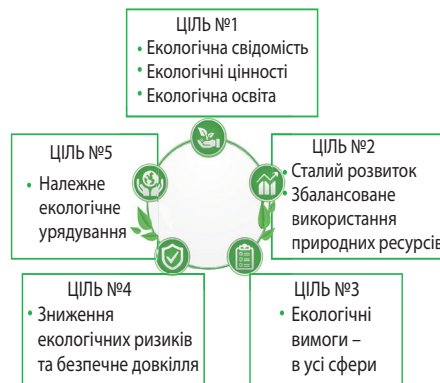 ЦІЛЬ №1
• Екологічна свідомість
• Екологічні цінності
• Екологічна освіта
ЦІЛЬ №2
• Сталий розвиток
• Збалансоване
використання
природних ресурсів
ЦІЛЬ №3
• Екологічні
вимоги –
в усі сфери
ЦІЛЬ №4
• Зниження
екологічних ризиків
та безпечне довкілля
ЦІЛЬ №5
• Належне
екологічне
урядування